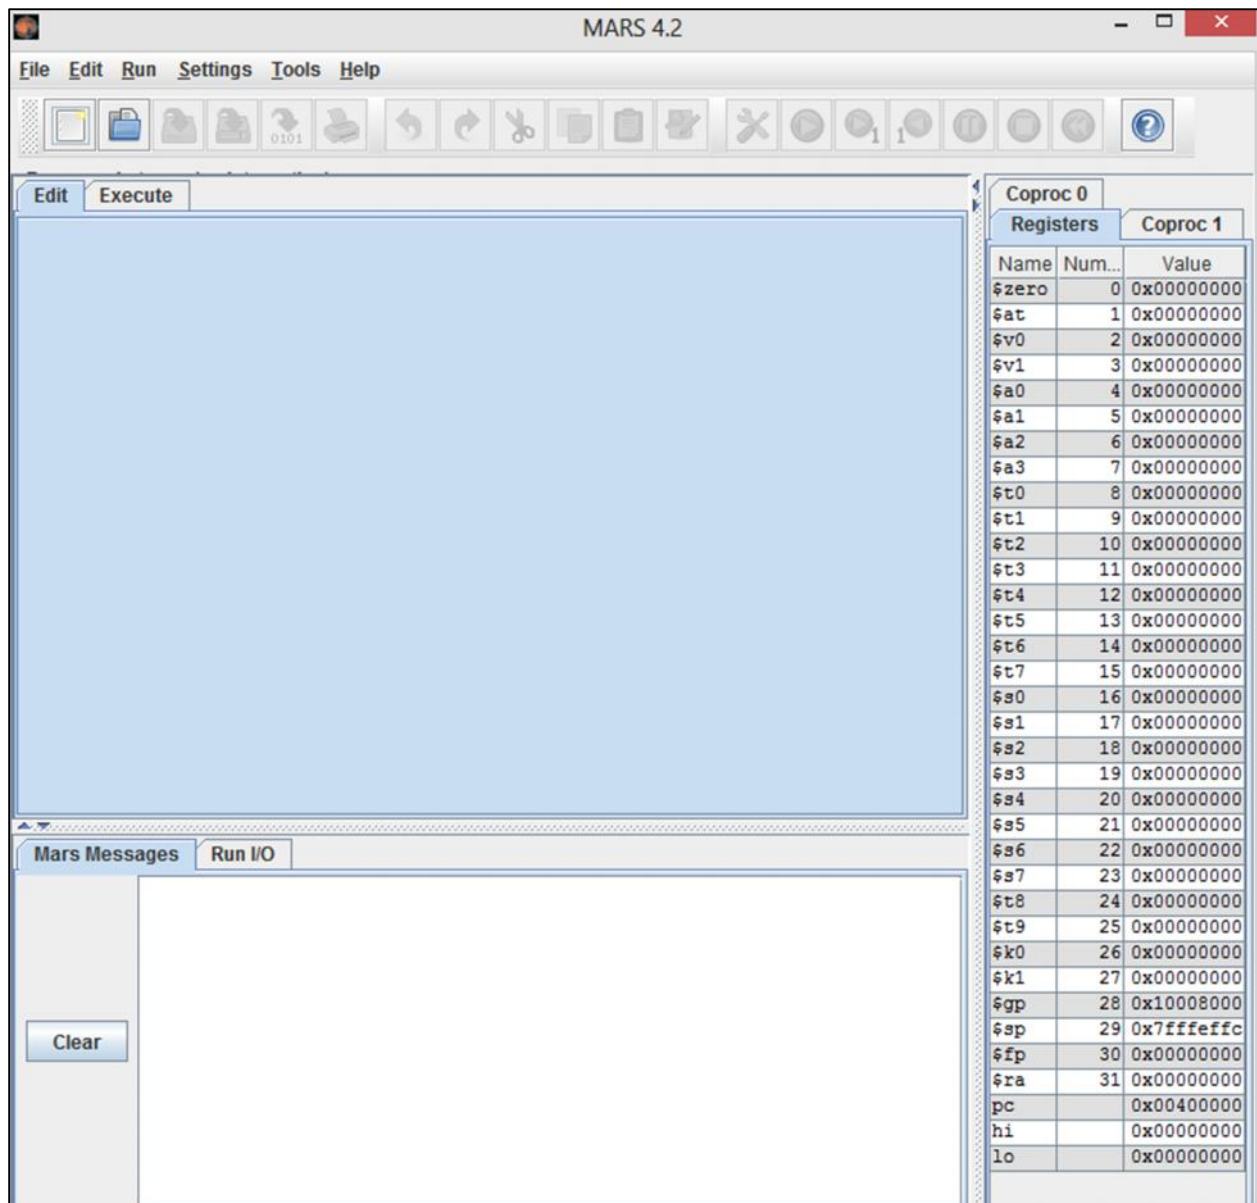 MARS 4.2
File Edit Run Settings Tools Help
0101 1 1 ?
Edit Execute
Mars Messages Run I/O
Clear
Coproc 0
Registers Coproc 1
Name Num... Value
$zero 0 0x00000000
$at 1 0x00000000
$v0 2 0x00000000
$v1 3 0x00000000
$a0 4 0x00000000
$a1 5 0x00000000
$a2 6 0x00000000
$a3 7 0x00000000
$t0 8 0x00000000
$t1 9 0x00000000
$t2 10 0x00000000
$t3 11 0x00000000
$t4 12 0x00000000
$t5 13 0x00000000
$t6 14 0x00000000
$t7 15 0x00000000
$s0 16 0x00000000
$s1 17 0x00000000
$s2 18 0x00000000
$s3 19 0x00000000
$s4 20 0x00000000
$s5 21 0x00000000
$s6 22 0x00000000
$s7 23 0x00000000
$t8 24 0x00000000
$t9 25 0x00000000
$k0 26 0x00000000
$k1 27 0x00000000
$gp 28 0x10008000
$sp 29 0x7fffeffc
$fp 30 0x00000000
$ra 31 0x00000000
pc 0x00400000
hi 0x00000000
lo 0x00000000